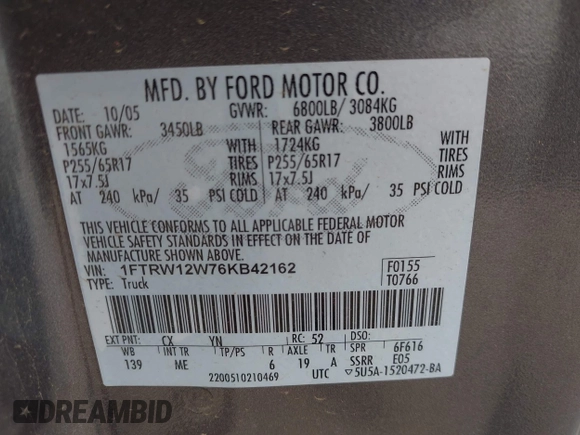 MFD. BY FORD MOTOR CO.
DATE: 10/05 GVWR: 6800LB/ 3084KG
FRONT GAWR: 3450LB REAR GAWR: 3800LB
1565KG WITH 1724KG WITH
P255/65R17 TIRES P255/65R17 TIRES
17x7.5J RIMS 17x7.5J RIMS
AT 240 kPa/ 35 PSI COLD AT 240 kPa/ 35 PSI COLD
THIS VEHICLE CONFORMS TO ALL APPLICABLE FEDERAL MOTOR
VEHICLE SAFETY STANDARDS IN EFFECT ON THE DATE OF
MANUFACTURE SHOWN ABOVE.
VIN: 1FTRW12W76KB42162 F0155
TYPE: Truck T0766
EXT PNT: CX YN RC: 52 DSO:
WB INT TR TP/PS R AXLE TR SPR 6F616
139 ME 6 19 A SSRR E05
2200510210469 UTC ▽5U5A-1520472-BA
DREAMBID
Ford